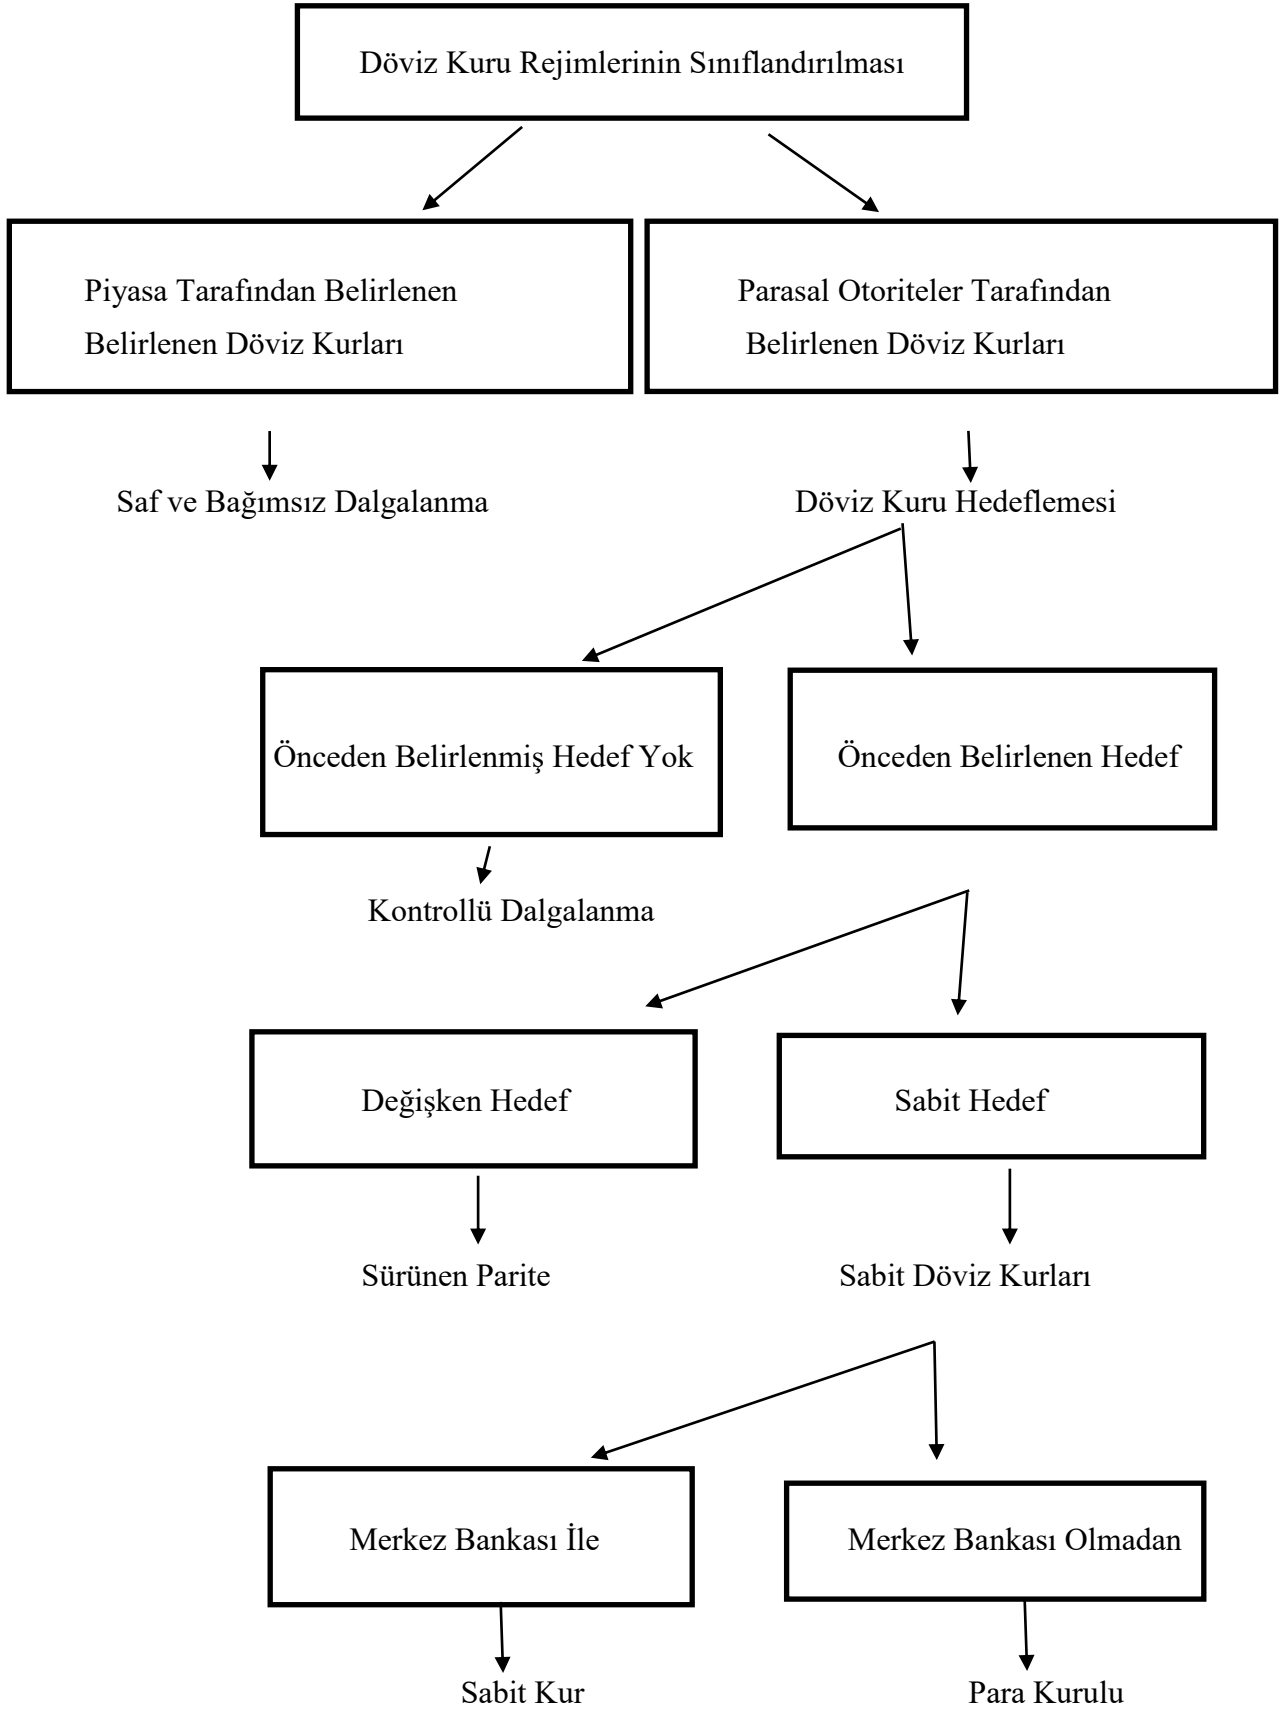 Döviz Kuru Rejimlerinin Sınıflandırılması
Piyasa Tarafından Belirlenen
Belirlenen Döviz Kurları
Parasal Otoriteler Tarafından
Belirlenen Döviz Kurları
Saf ve Bağımsız Dalgalanma
Döviz Kuru Hedeflemesi
Önceden Belirlenmiş Hedef Yok
Önceden Belirlenen Hedef
Kontrollü Dalgalanma
Değişken Hedef
Sabit Hedef
Sürünen Parite
Sabit Döviz Kurları
Merkez Bankası İle
Merkez Bankası Olmadan
Sabit Kur
Para Kurulu